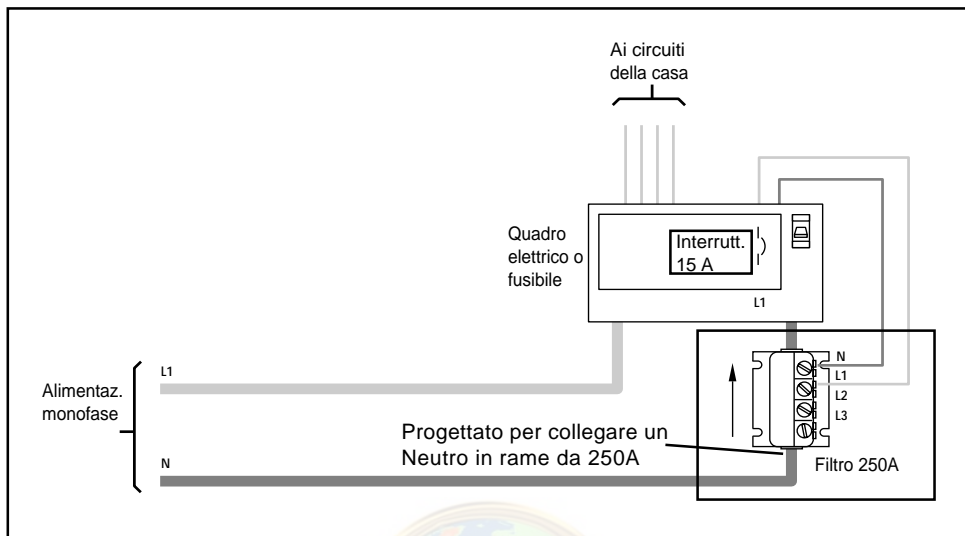 Ai circuiti
della casa
Quadro
elettrico o
fusibile
Interrutt.
15 A
L1
L1
Alimentaz.
monofase
N
L1
L2
L3
Progettato per collegare un
Neutro in rame da 250A
N
Filtro 250A